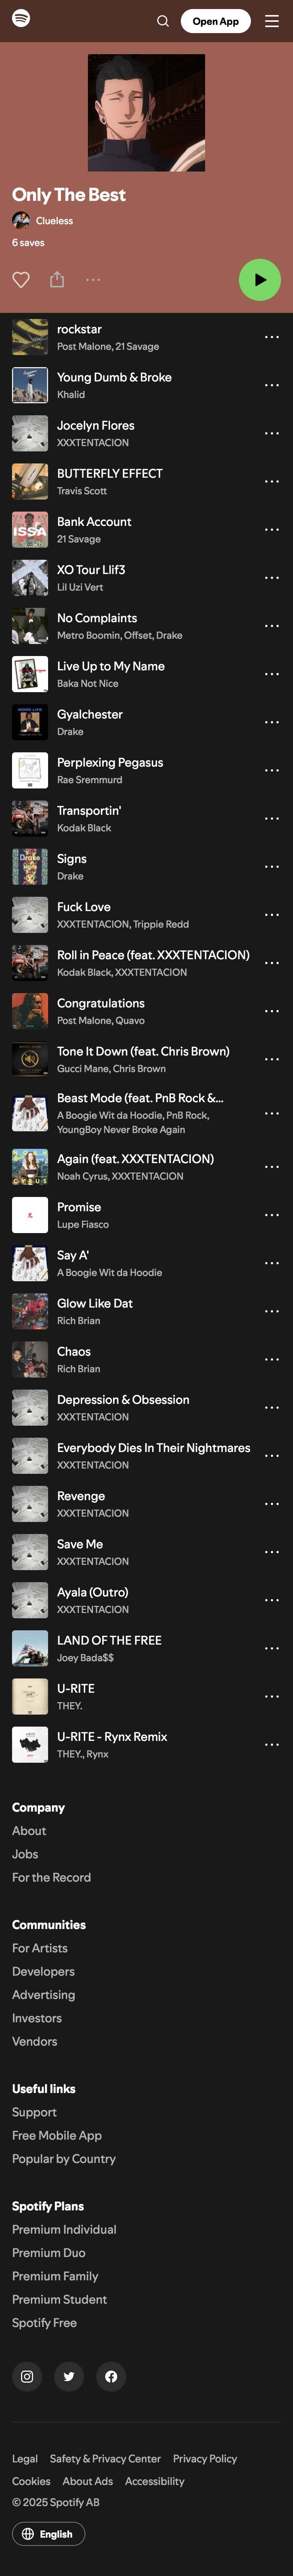 Open App
Only The Best
Clueless
6 saves
rockstar
Post Malone, 21 Savage
Young Dumb & Broke
Khalid
Jocelyn Flores
XXXTENTACION
BUTTERFLY EFFECT
Travis Scott
ISSA
Bank Account
21 Savage
XO Tour Llif3
Lil Uzi Vert
No Complaints
Metro Boomin, Offset, Drake
Live Up to My Name
Baka Not Nice
MORE LIFE
Gyalchester
Drake
Perplexing Pegasus
Rae Sremmurd
Transportin'
Kodak Black
Drake
Signs
Drake
Fuck Love
XXXTENTACION, Trippie Redd
Roll in Peace (feat. XXXTENTACION)
Kodak Black, XXXTENTACION
Congratulations
Post Malone, Quavo
Tone It Down (feat. Chris Brown)
Gucci Mane, Chris Brown
Beast Mode (feat. PnB Rock &...
A Boogie Wit da Hoodie, PnB Rock,
YoungBoy Never Broke Again
Again (feat. XXXTENTACION)
Noah Cyrus, XXXTENTACION
Promise
Lupe Fiasco
Say A'
A Boogie Wit da Hoodie
Glow Like Dat
Rich Brian
Chaos
Rich Brian
Depression & Obsession
XXXTENTACION
Everybody Dies In Their Nightmares
XXXTENTACION
Revenge
XXXTENTACION
Save Me
XXXTENTACION
Ayala (Outro)
XXXTENTACION
LAND OF THE FREE
Joey Bada$$
U-RITE
THEY.
U-RITE - Rynx Remix
THEY., Rynx
Company
About
Jobs
For the Record
Communities
For Artists
Developers
Advertising
Investors
Vendors
Useful links
Support
Free Mobile App
Popular by Country
Spotify Plans
Premium Individual
Premium Duo
Premium Family
Premium Student
Spotify Free
Legal Safety & Privacy Center Privacy Policy
Cookies About Ads Accessibility
© 2025 Spotify AB
English